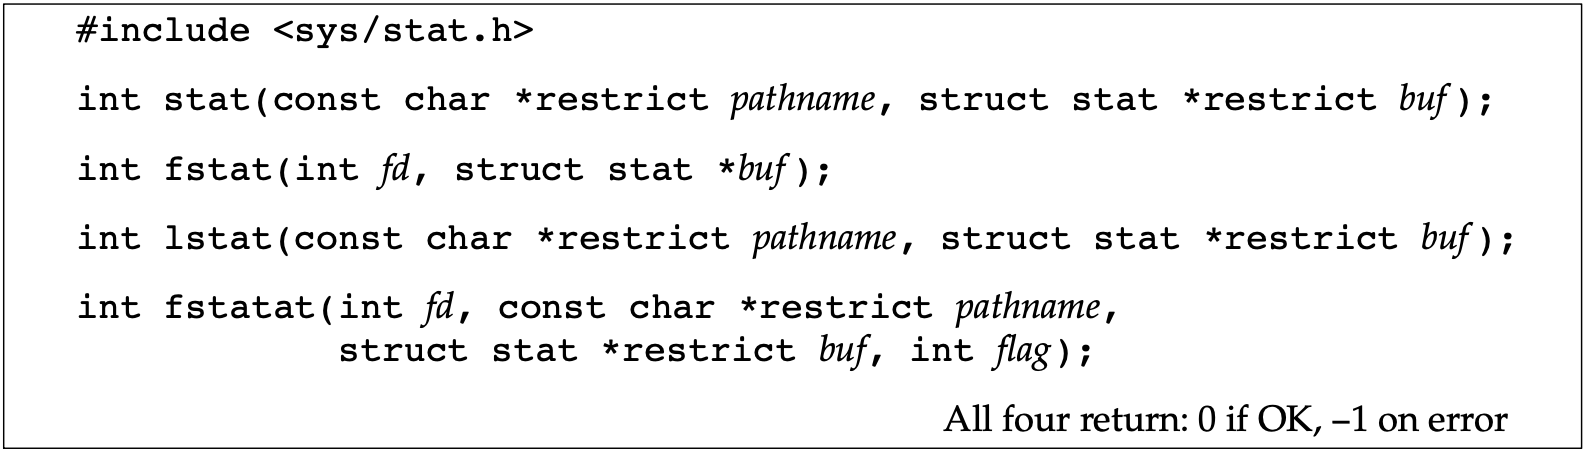 #include <sys/stat.h>
int stat(const char *restrict pathname, struct stat *restrict buf);
int fstat(int fd, struct stat *buf);
int lstat(const char *restrict pathname, struct stat *restrict buf);
int fstatat(int fd, const char *restrict pathname,
struct stat *restrict buf, int flag);
All four return: 0 if OK, –1 on error